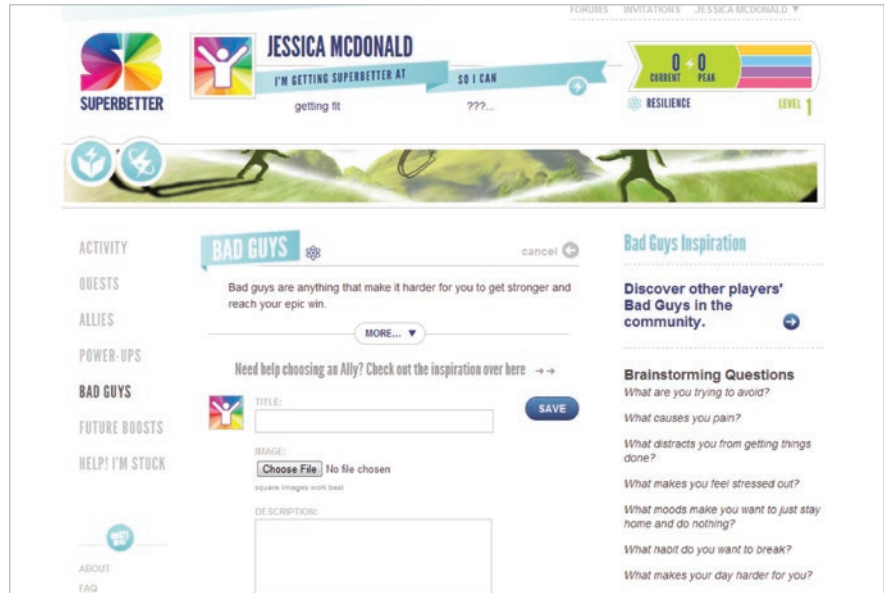 FORUMS INVITATIONS JESSICA MCDONALD ▼
SUPERBETTER
JESSICA MCDONALD
I'M GETTING SUPERBETTER AT
SO I CAN
getting fit
???...
0 0
CURRENT PEAK
RESILIENCE
LEVEL 1
ACTIVITY
QUESTS
ALLIES
POWER-UPS
BAD GUYS
FUTURE BOOSTS
HELP! I'M STUCK
ABOUT
FAQ
BAD GUYS
cancel
Bad guys are anything that make it harder for you to get stronger and
reach your epic win.
MORE... ▼
Need help choosing an Ally? Check out the inspiration over here →→
TITLE:
SAVE
IMAGE:
Choose File No file chosen
square images work best
DESCRIPTION:
Bad Guys Inspiration
Discover other players'
Bad Guys in the
community.
Brainstorming Questions
What are you trying to avoid?
What causes you pain?
What distracts you from getting things
done?
What makes you feel stressed out?
What moods make you want to just stay
home and do nothing?
What habit do you want to break?
What makes your day harder for you?